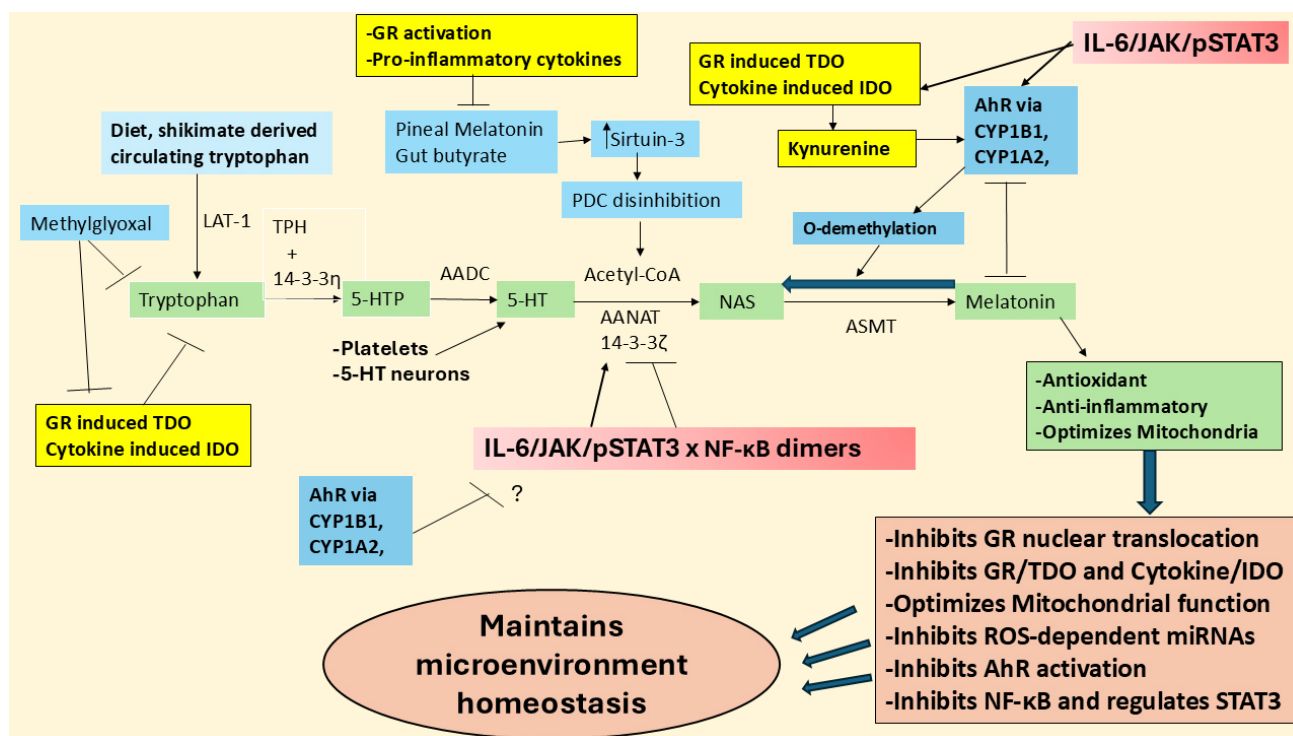 -GR activation
-Pro-inflammatory cytokines
IL-6/JAK/pSTAT3
GR induced TDO
Cytokine induced IDO
AhR via
CYP1B1,
CYP1A2,
Diet, shikimate derived
circulating tryptophan
Pineal Melatonin
Gut butyrate
↑Sirtuin-3
Kynurenine
Methylglyoxal
LAT-1
PDC disinhibition
O-demethylation
TPH
+
14-3-3η
AADC
Acetyl-CoA
Tryptophan
5-HTP
5-HT
NAS
Melatonin
AANAT
14-3-3ζ
ASMT
-Platelets
-5-HT neurons
-Antioxidant
-Anti-inflammatory
-Optimizes Mitochondria
GR induced TDO
Cytokine induced IDO
IL-6/JAK/pSTAT3 x NF-κB dimers
AhR via
CYP1B1,
CYP1A2,
?
-Inhibits GR nuclear translocation
-Inhibits GR/TDO and Cytokine/IDO
-Optimizes Mitochondrial function
-Inhibits ROS-dependent miRNAs
-Inhibits AhR activation
-Inhibits NF-κB and regulates STAT3
Maintains
microenvironment
homeostasis